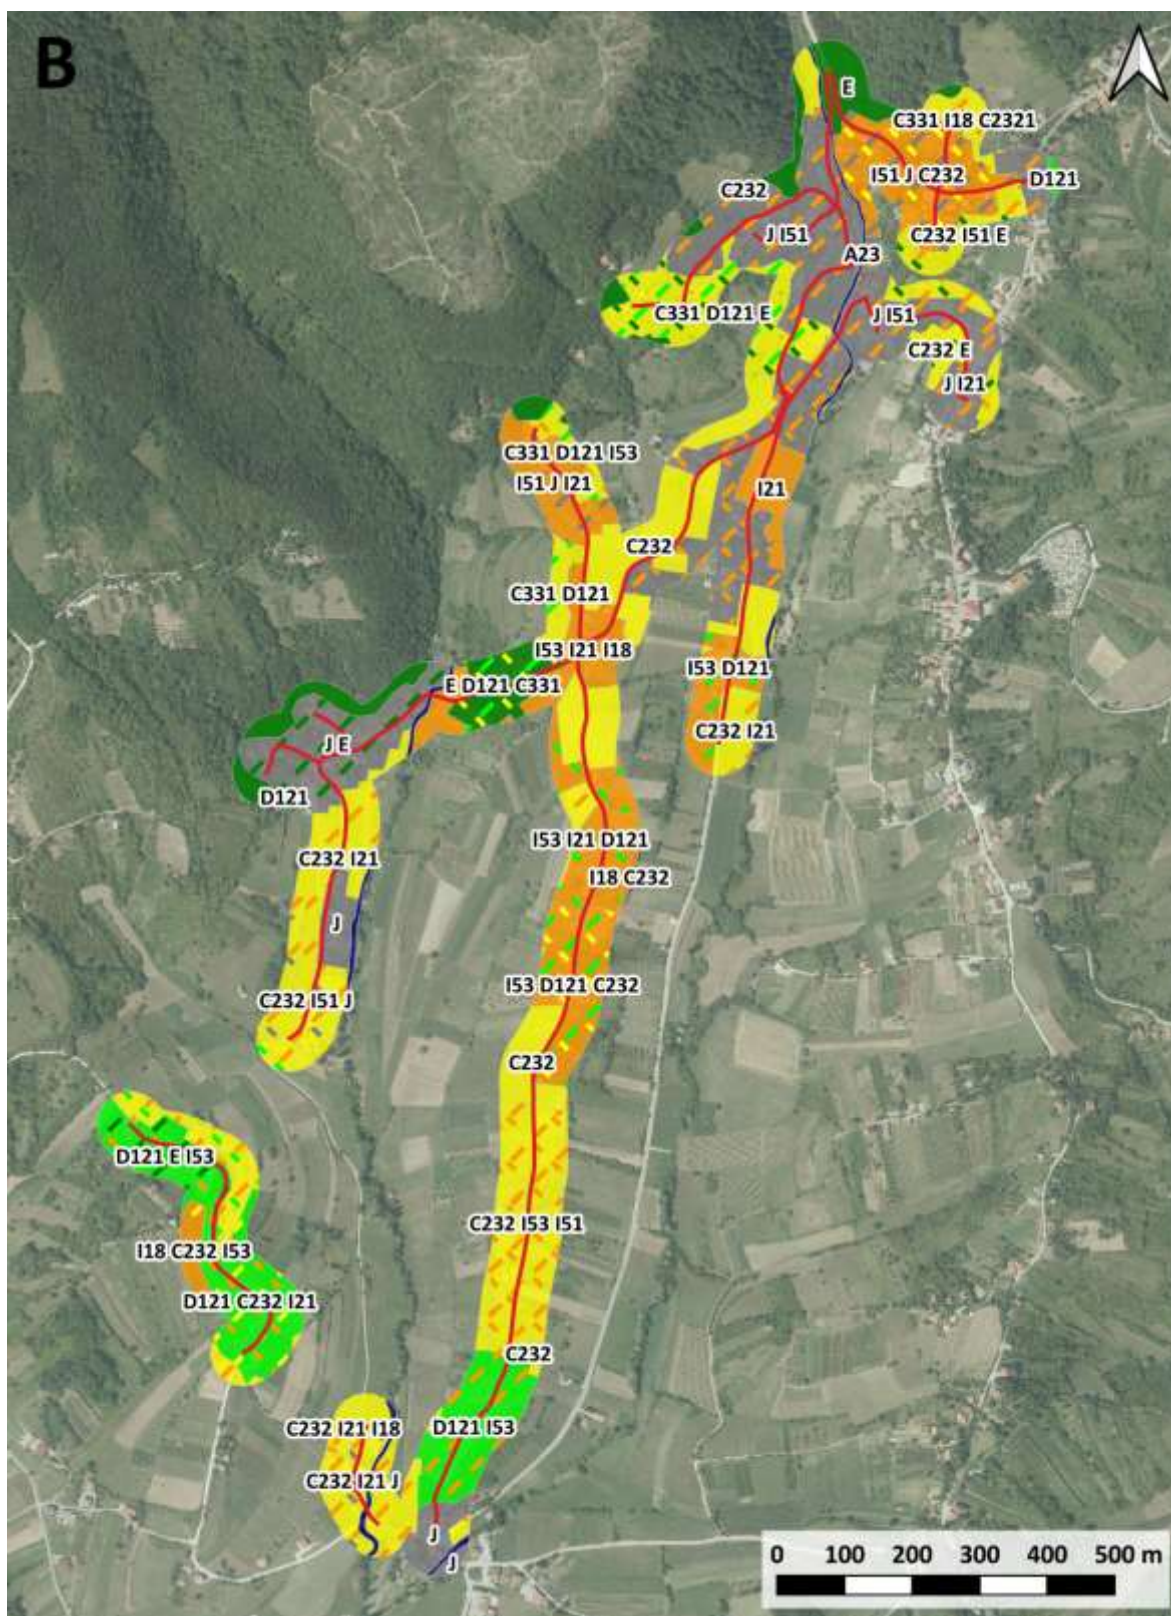 B
E
C331 I18 C2321
I51 J C232
D121
C232
C232 I51 E
J I51
A23
C331 D121 E
J I51
C232 E
J I21
C331 D121 I53
I51 J I21
I21
C232
C331 D121
I53 I21 I18
I53 D121
E D121 C331
C232 I21
J E
D121
I53 I21 D121
C232 I21
I18 C232
J
I53 D121 C232
C232 I51 J
C232
D121 E I53
C232 I53 I51
I18 C232 I53
D121 C232 I21
C232
C232 I21 I18
D121 I53
C232 I21 J
J
J
0 100 200 300 400 500 m